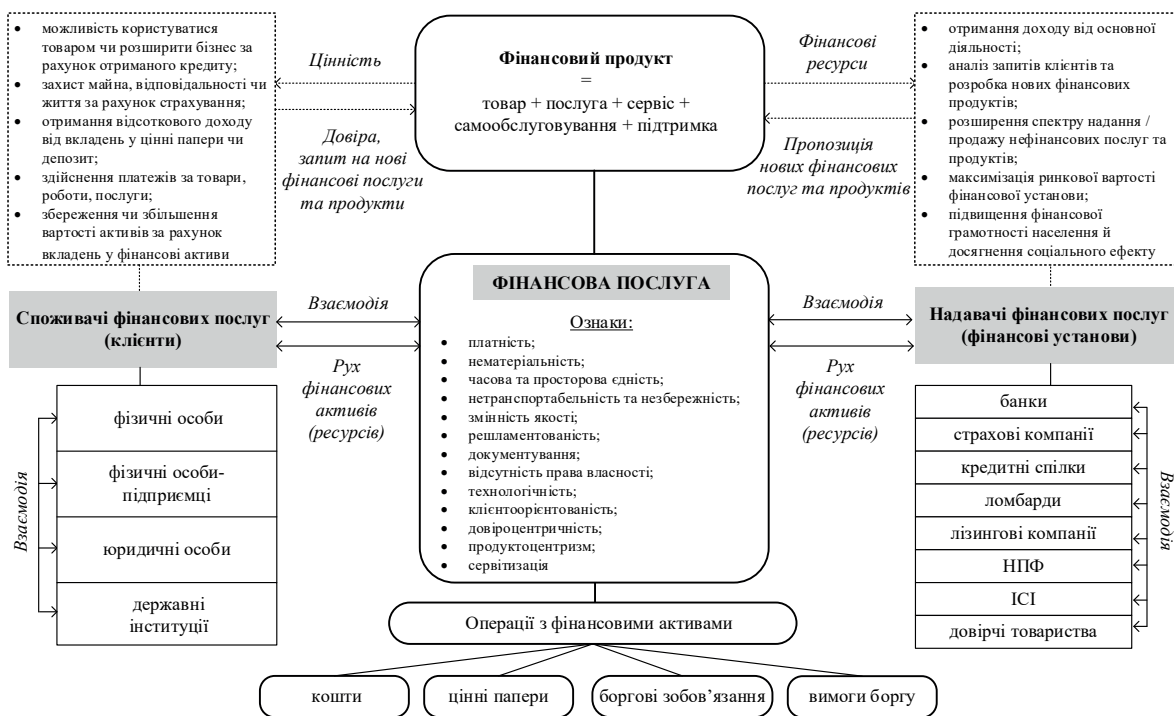 можливість користуватися
товаром чи розширити бізнес за
рахунок отриманого кредиту;
захист майна, відповідальності чи
життя за рахунок страхування;
отримання відсоткового доходу
від вкладень у цінні папери чи
депозит;
здійснення платежів за товари,
роботи, послуги;
збереження чи збільшення
вартості активів за рахунок
вкладень у фінансові активи
Цінність
Довіра,
запит на нові
фінансові послуги
та продукти
Фінансовий продукт
=
товар + послуга + сервіс +
самообслуговування + підтримка
Фінансові
ресурси
Пропозиція
нових фінансових
послуг та продуктів
отримання доходу від основної
діяльності;
аналіз запитів клієнтів та
розробка нових фінансових
продуктів;
розширення спектру надання /
продажу нефінансових послуг та
продуктів;
максимізація ринкової вартості
фінансової установи;
підвищення фінансової
грамотності населення й
досягнення соціального ефекту
Споживачі фінансових послуг
(клієнти)
Взаємодія
Рух
фінансових
активів
(ресурсів)
ФІНАНСОВА ПОСЛУГА
Ознаки:
платність;
нематеріальність;
часова та просторова єдність;
нетранспортабельність та незбережність;
змінність якості;
решламентованість;
документування;
відсутність права власності;
технологічність;
клієнтоорієнтованість;
довіроцентричність;
продуктоцентризм;
сервітизація
Взаємодія
Рух
фінансових
активів
(ресурсів)
Надавачі фінансових послуг
(фінансові установи)
Взаємодія
фізичні особи
фізичні особи-
підприємці
юридичні особи
державні
інституції
банки
страхові компанії
кредитні спілки
ломбарди
лізингові компанії
НПФ
ІСІ
довірчі товариства
Взаємодія
Операції з фінансовими активами
кошти
цінні папери
боргові зобов’язання
вимоги боргу